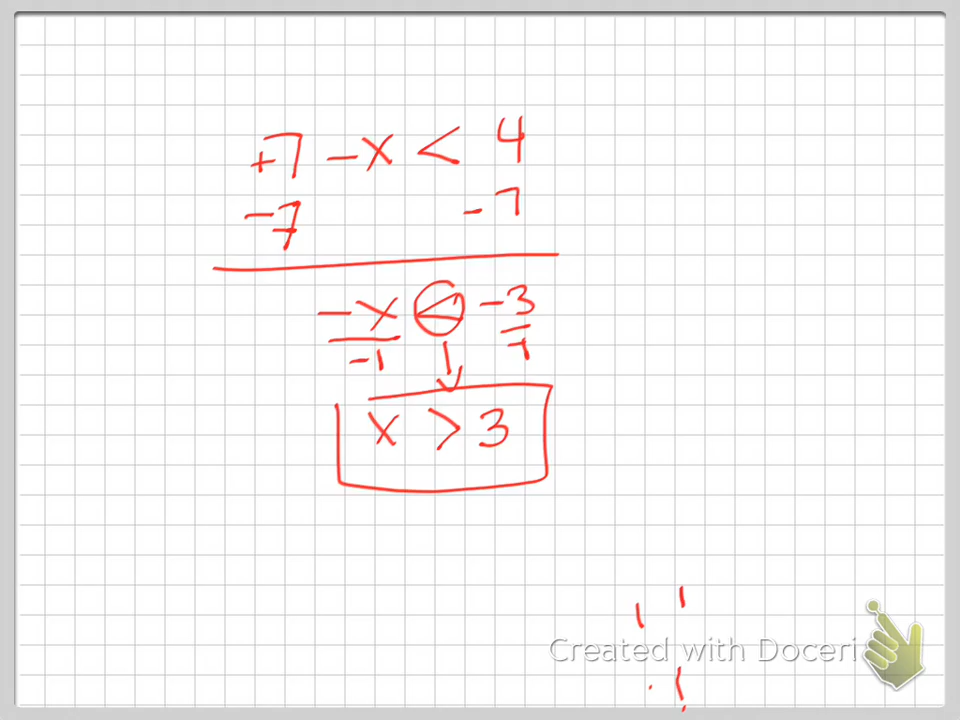 +7 -x < 4
-7 -7
-x < -3
-1 -1
x > 3
Created with Doceri